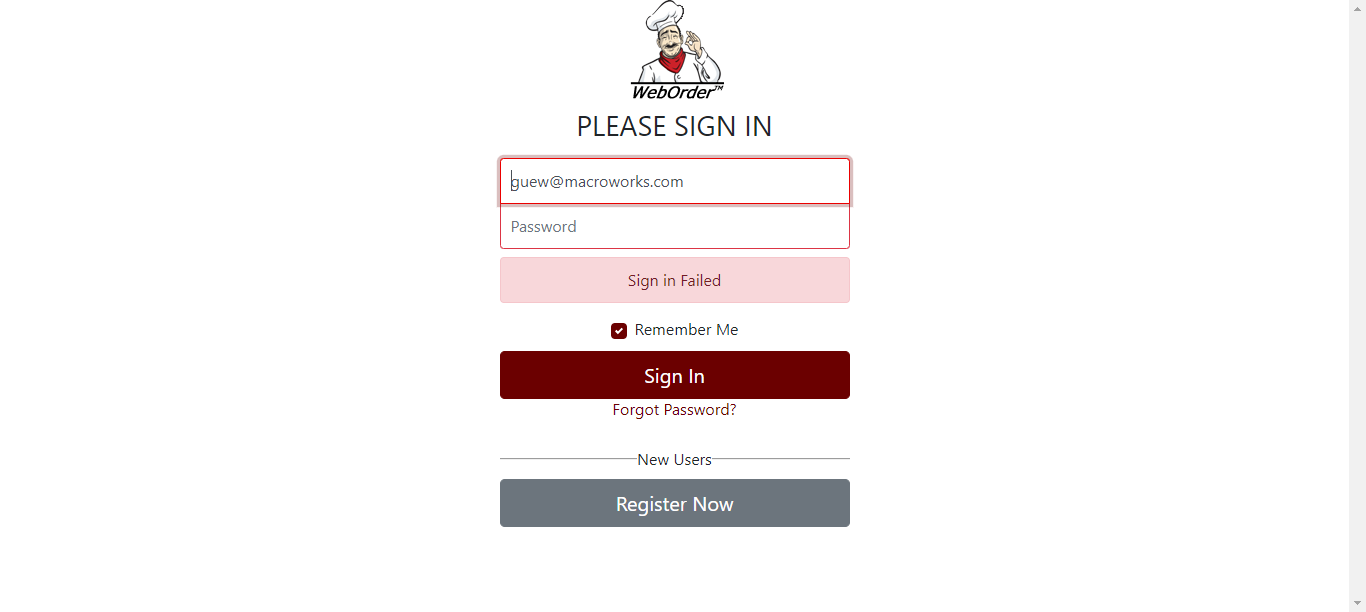 WebOrder™
PLEASE SIGN IN
guew@macroworks.com
Password
Sign in Failed
Remember Me
Sign In
Forgot Password?
New Users
Register Now